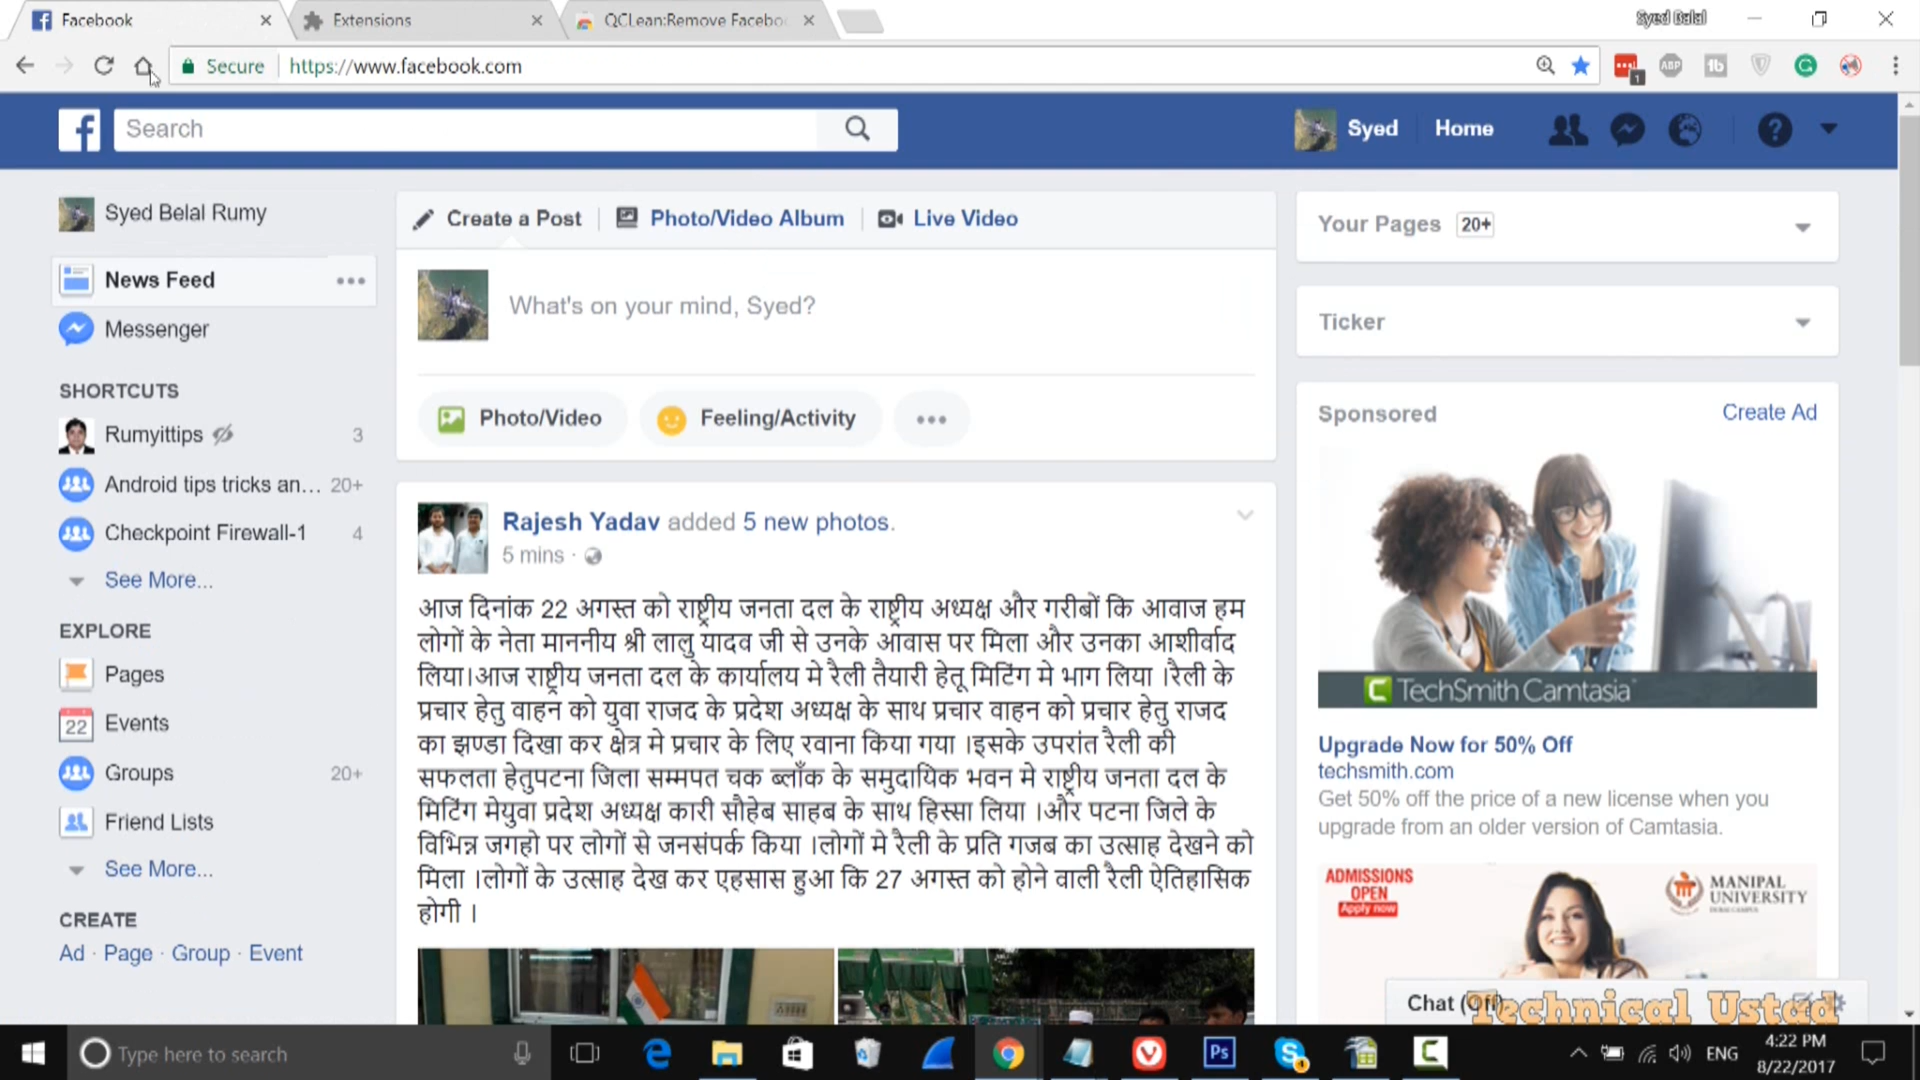 Facebook
Extensions
QClean:Remove Facebo
Syed Balal
Secure
https://www.facebook.com
1
ABP
Search
Syed
Home
Syed Belal Rumy
News Feed
Messenger
SHORTCUTS
Rumyittips
3
Android tips tricks an...
20+
Checkpoint Firewall-1
4
See More...
EXPLORE
Pages
22
Events
Groups
20+
Friend Lists
See More...
CREATE
Ad · Page · Group · Event
Create a Post
Photo/Video Album
Live Video
What's on your mind, Syed?
Photo/Video
Feeling/Activity
Rajesh Yadav added 5 new photos.
5 mins ·
आज दिनांक 22 अगस्त को राष्ट्रीय जनता दल के राष्ट्रीय अध्यक्ष और गरीबों कि आवाज हम
लोगों के नेता माननीय श्री लालु यादव जी से उनके आवास पर मिला और उनका आशीर्वाद
लिया।आज राष्ट्रीय जनता दल के कार्यालय मे रैली तैयारी हेतू मिटिंग मे भाग लिया ।रैली के
प्रचार हेतु वाहन को युवा राजद के प्रदेश अध्यक्ष के साथ प्रचार वाहन को प्रचार हेतु राजद
का झण्डा दिखा कर क्षेत्र मे प्रचार के लिए रवाना किया गया ।इसके उपरांत रैली की
सफलता हेतुपटना जिला सम्मपत चक ब्लॉक के समुदायिक भवन मे राष्ट्रीय जनता दल के
मिटिंग मेयुवा प्रदेश अध्यक्ष कारी सौहेब साहब के साथ हिस्सा लिया ।और पटना जिले के
विभिन्न जगहो पर लोगों से जनसंपर्क किया ।लोगों मे रैली के प्रति गजब का उत्साह देखने को
मिला ।लोगों के उत्साह देख कर एहसास हुआ कि 27 अगस्त को होने वाली रैली ऐतिहासिक
होगी ।
Your Pages 20+
Ticker
Sponsored
Create Ad
TechSmith Camtasia
Upgrade Now for 50% Off
techsmith.com
Get 50% off the price of a new license when you
upgrade from an older version of Camtasia.
ADMISSIONS
OPEN
Apply now
MANIPAL
UNIVERSITY
Chat (Off)
Technical Ustad
Type here to search
Ps
ENG
4:22 PM
8/22/2017